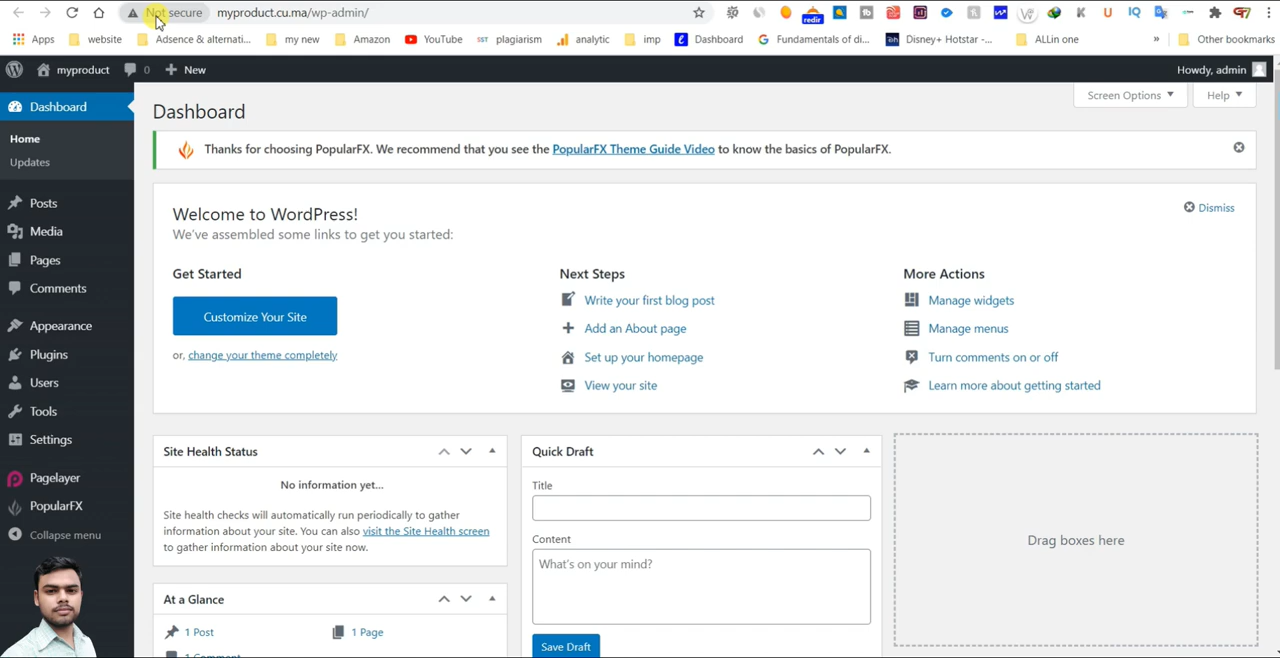 Not secure myproduct.cu.ma/wp-admin/
redir
Apps website Adsence & alternati... my new Amazon YouTube SST plagiarism analytic imp Dashboard Fundamentals of di... Disney+ Hotstar -... ALLin one » Other bookmarks
myproduct 0 New Howdy, admin
Dashboard
Home
Updates
Posts
Media
Pages
Comments
Appearance
Plugins
Users
Tools
Settings
Pagelayer
PopularFX
Collapse menu
Screen Options Help
Dashboard
Thanks for choosing PopularFX. We recommend that you see the PopularFX Theme Guide Video to know the basics of PopularFX.
Welcome to WordPress!
Dismiss
We've assembled some links to get you started:
Get Started
Customize Your Site
or, change your theme completely
Next Steps
Write your first blog post
Add an About page
Set up your homepage
View your site
More Actions
Manage widgets
Manage menus
Turn comments on or off
Learn more about getting started
Site Health Status
No information yet...
Site health checks will automatically run periodically to gather
information about your site. You can also visit the Site Health screen
to gather information about your site now.
At a Glance
1 Post 1 Page
1 Comment
Quick Draft
Title
Content
What's on your mind?
Save Draft
Drag boxes here